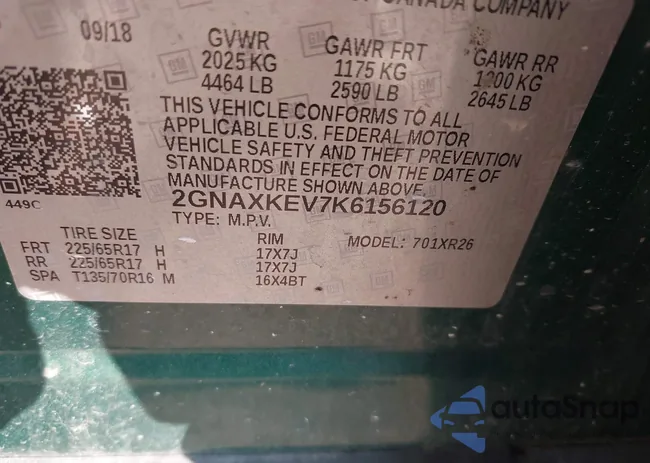 CANADA COMPANY
09/18
GVWR
2025 KG
4464 LB
GAWR FRT
1175 KG
2590 LB
GAWR RR
1200 KG
2645 LB
THIS VEHICLE CONFORMS TO ALL
APPLICABLE U.S. FEDERAL MOTOR
VEHICLE SAFETY AND THEFT PREVENTION
STANDARDS IN EFFECT ON THE DATE OF
MANUFACTURE SHOWN ABOVE.
449C
2GNAXKEV7K6156120
TYPE: M.P.V.
MODEL: 701XR26
TIRE SIZE RIM
FRT 225/65R17 H 17X7J
RR 225/65R17 H 17X7J
SPA T135/70R16 M 16X4BT
GM
autoSnap